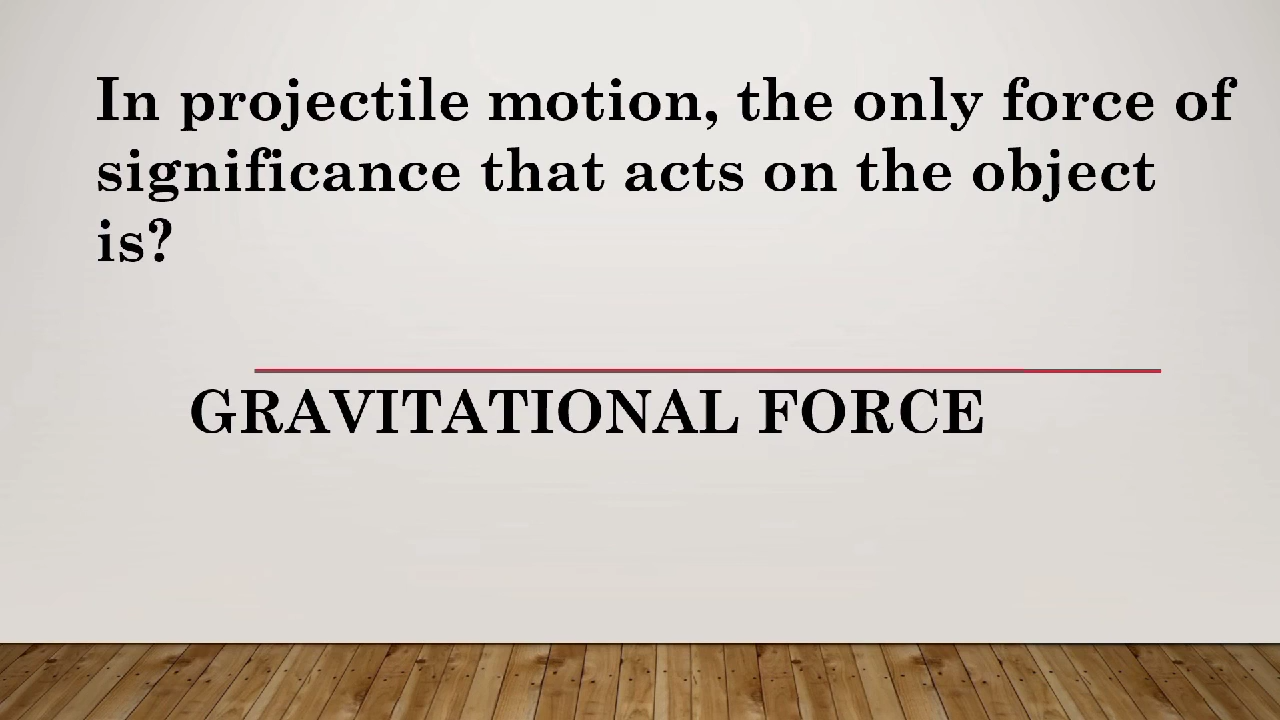 In projectile motion, the only force of
significance that acts on the object
is?
GRAVITATIONAL FORCE